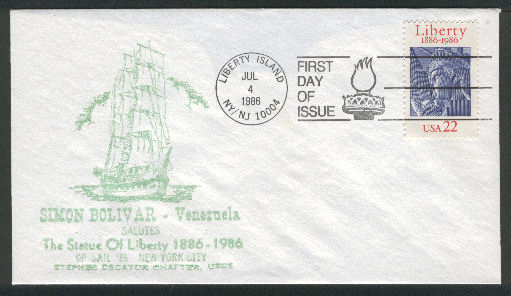 Liberty
1886-1986
USA 22
LIBERTY ISLAND
JUL
4
1986
NY/NJ 10004
FIRST
DAY
OF
ISSUE
SIMON BOLIVAR - Venezuela
SALUTES
The Statue Of Liberty 1886-1986
OP SAIL '86 NEW YORK CITY
STEPHEN DECATUR CHAPTER, USCS